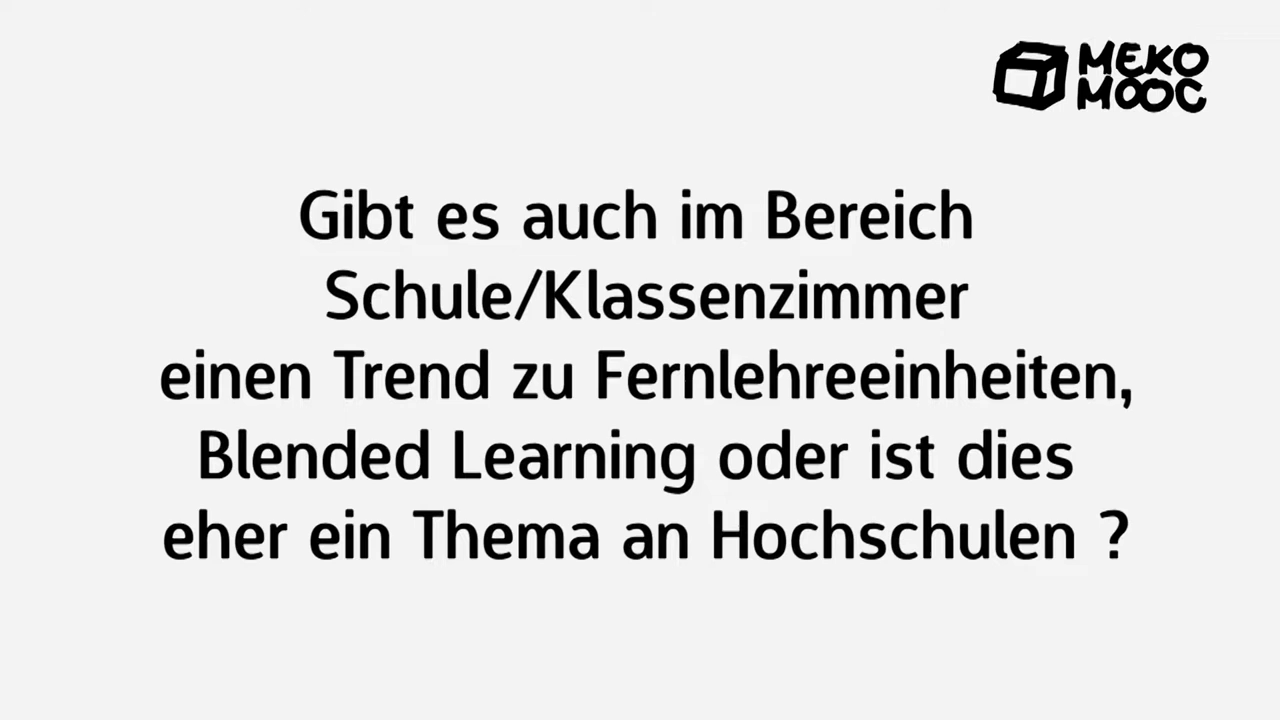 MEKO
MOOC
Gibt es auch im Bereich
Schule/Klassenzimmer
einen Trend zu Fernlehreeinheiten,
Blended Learning oder ist dies
eher ein Thema an Hochschulen ?